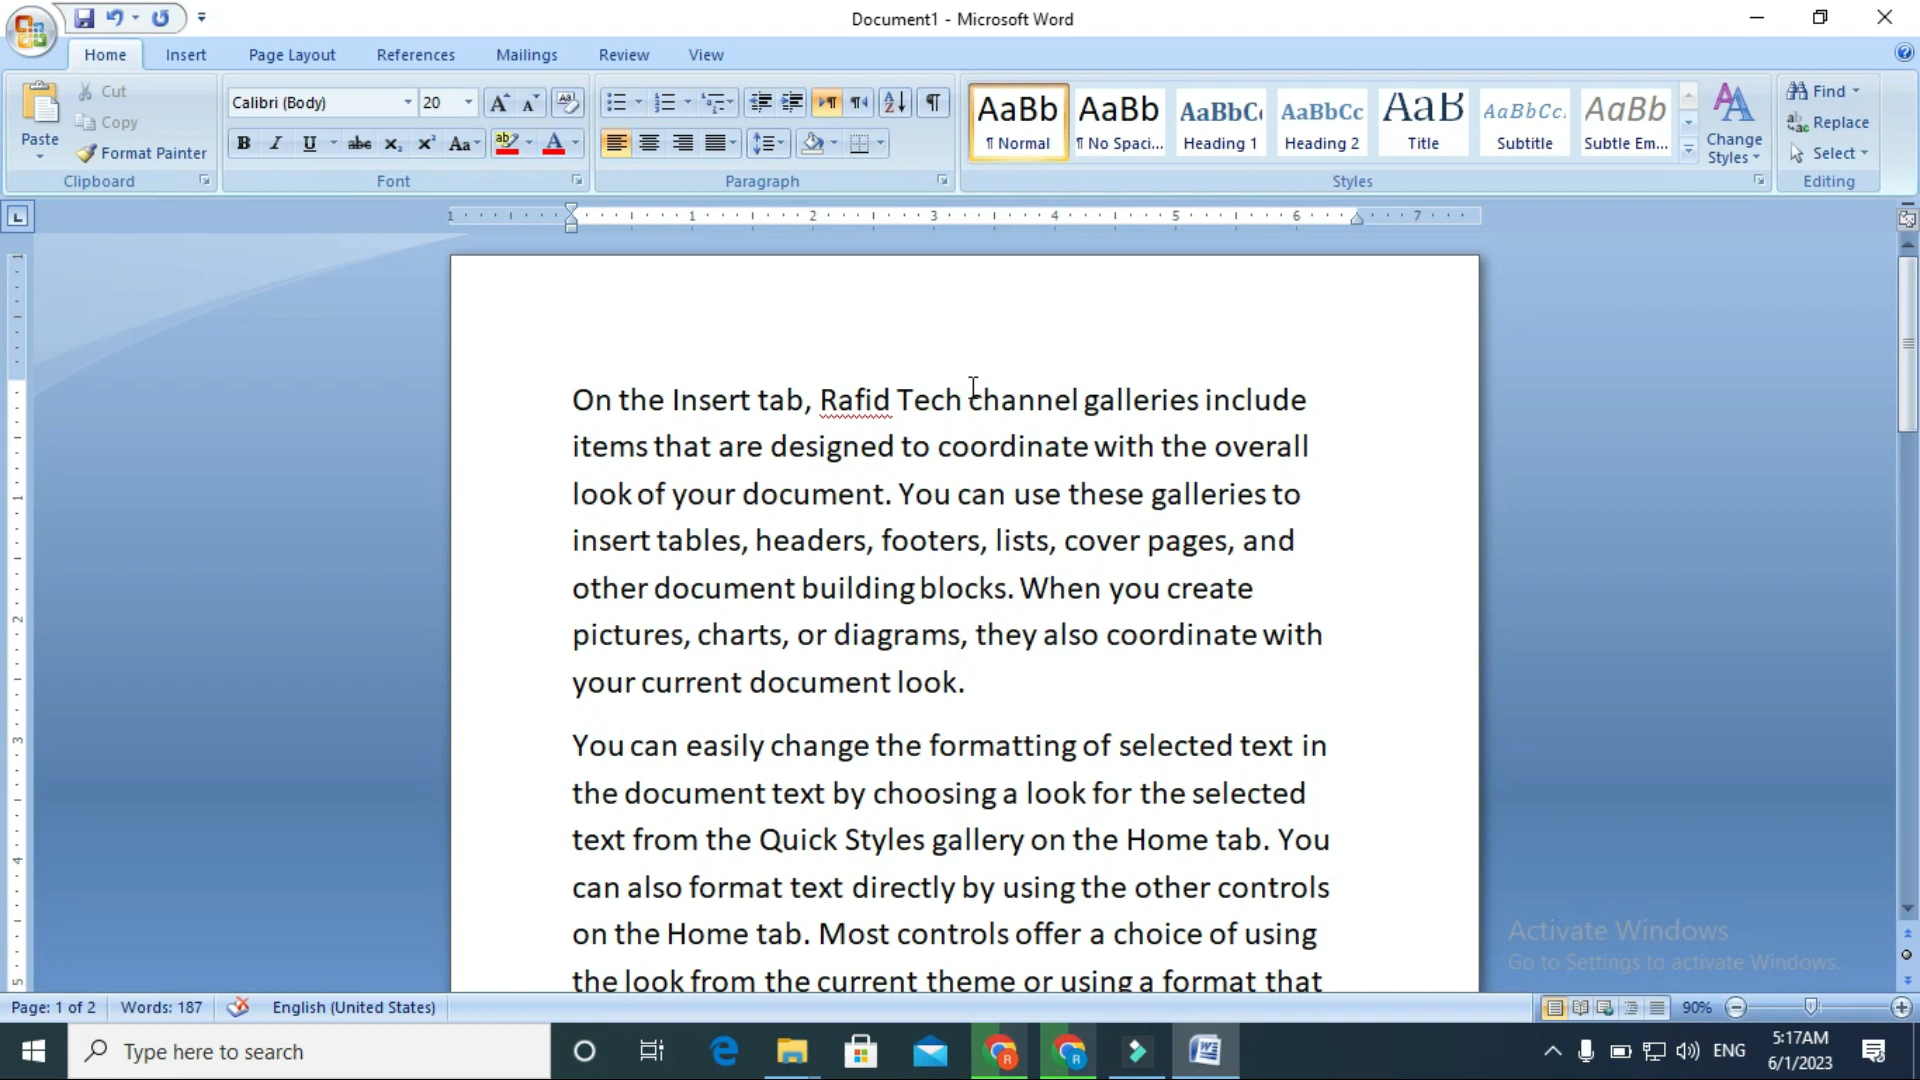 Document1 - Microsoft Word
Home Insert Page Layout References Mailings Review View
Paste
Cut
Copy
Format Painter
Clipboard
Calibri (Body) 20
Font
Paragraph
AaBb AaBb AaBbC AaBbCc AaB AaBbCc. AaBb
¶ Normal ¶ No Spaci... Heading 1 Heading 2 Title Subtitle Subtle Em...
Change Styles
Styles
Find
Replace
Select
Editing
1 1 2 3 4 5 6 7
On the Insert tab, Rafid Tech channel galleries include
items that are designed to coordinate with the overall
look of your document. You can use these galleries to
insert tables, headers, footers, lists, cover pages, and
other document building blocks. When you create
pictures, charts, or diagrams, they also coordinate with
your current document look.
You can easily change the formatting of selected text in
the document text by choosing a look for the selected
text from the Quick Styles gallery on the Home tab. You
can also format text directly by using the other controls
on the Home tab. Most controls offer a choice of using
the look from the current theme or using a format that
Activate Windows
Go to Settings to activate Windows.
Page: 1 of 2 Words: 187 English (United States) 90%
Type here to search
ENG
5:17AM
6/1/2023